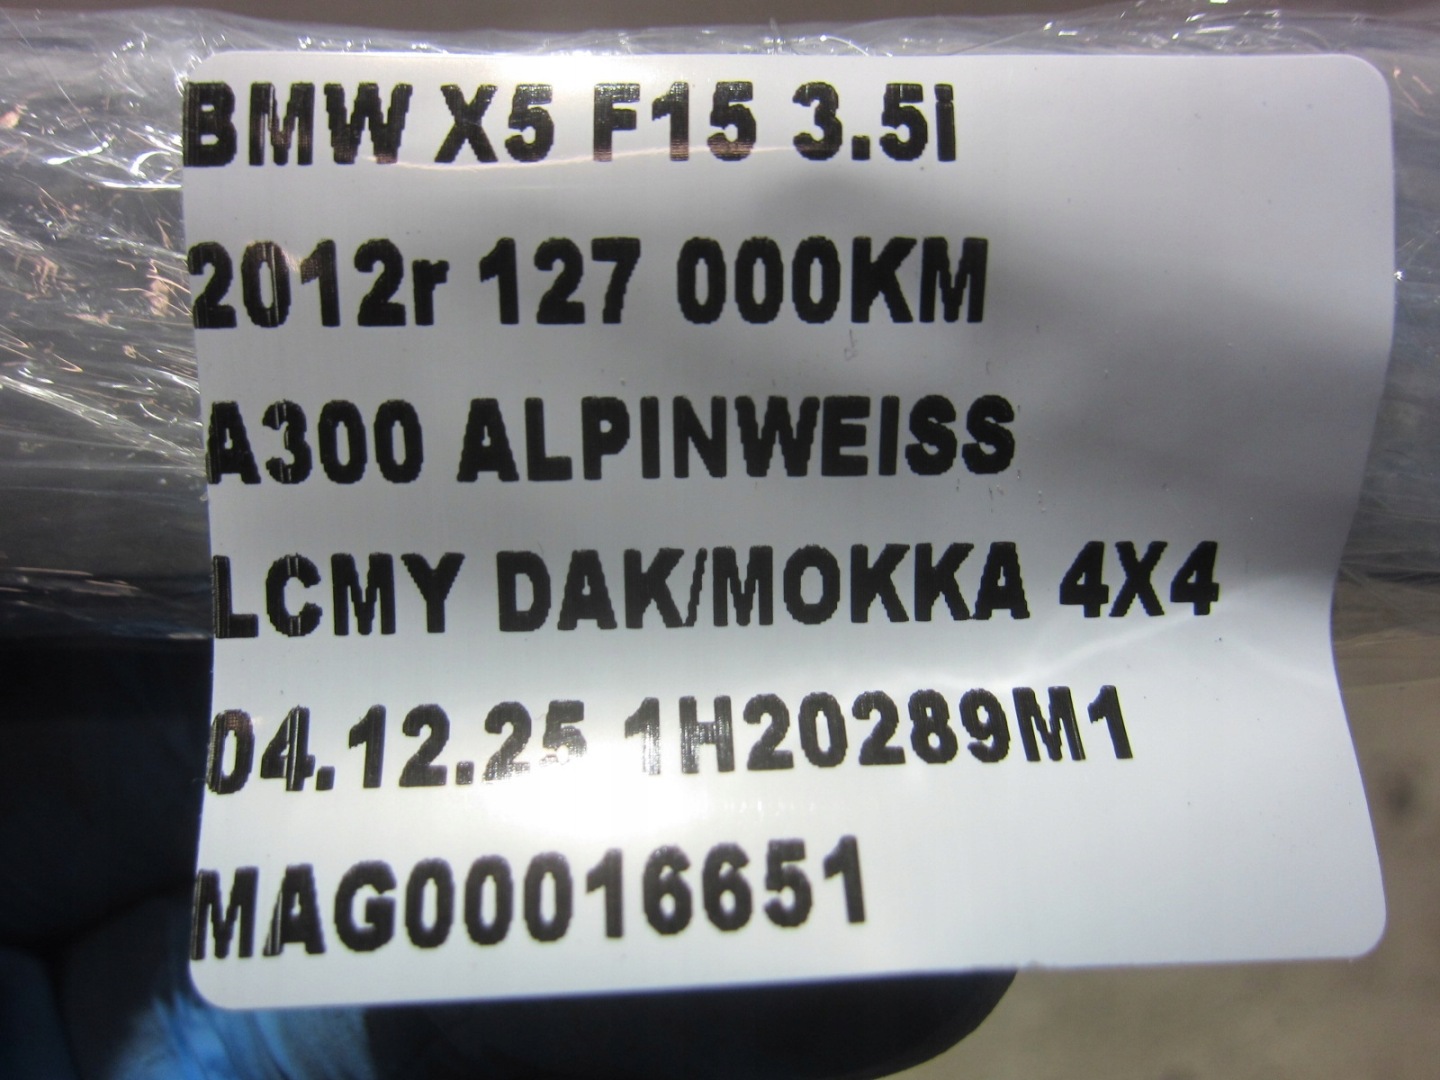 BMW X5 F15 3.5i
2012r 127 000KM
A300 ALPINWEISS
LCMY DAK/MOKKA 4X4
04.12.25 1H20289M1
MAG00016651